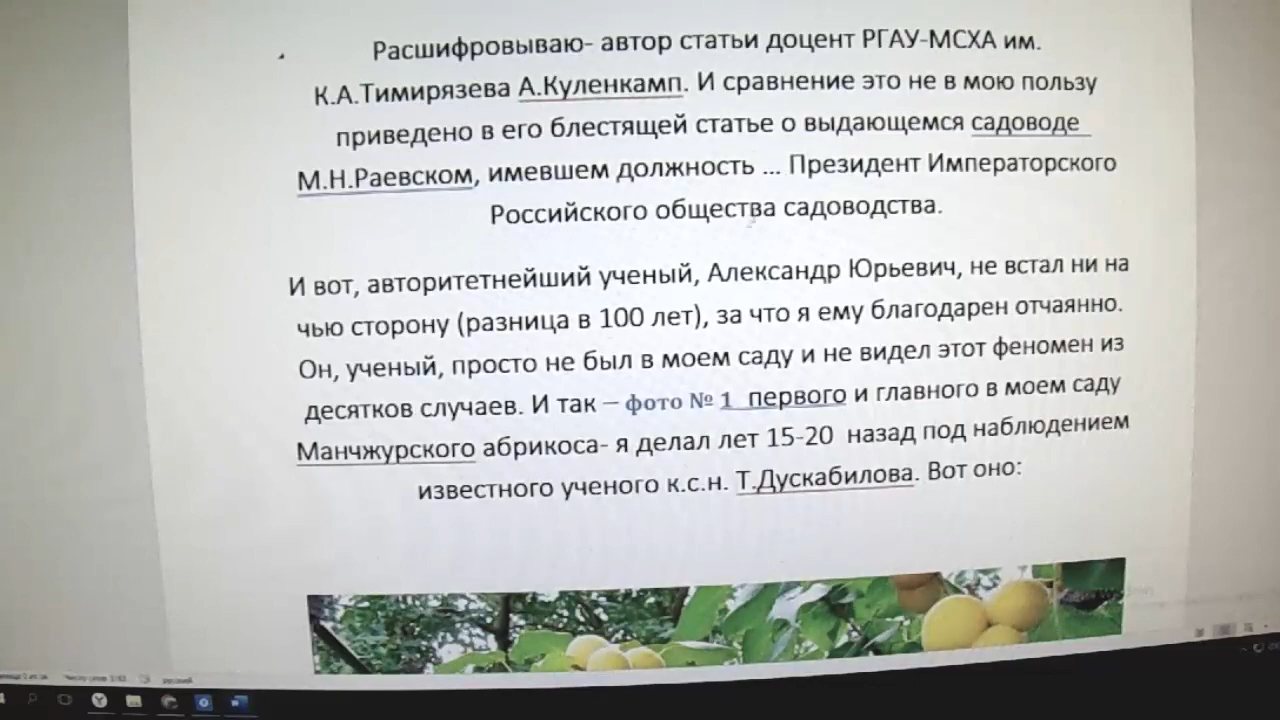 Расшифровываю- автор статьи доцент РГАУ-МСХА им.
К.А.Тимирязева А.Куленкамп. И сравнение это не в мою пользу
приведено в его блестящей статье о выдающемся садоводе
М.Н.Раевском, имевшем должность ... Президент Императорского
Российского общества садоводства.
И вот, авторитетнейший ученый, Александр Юрьевич, не встал ни на
чью сторону (разница в 100 лет), за что я ему благодарен отчаянно.
Он, ученый, просто не был в моем саду и не видел этот феномен из
десятков случаев. И так – фото № 1 первого и главного в моем саду
Манчжурского абрикоса- я делал лет 15-20 назад под наблюдением
известного ученого к.с.н. Т.Дускабилова. Вот оно:
русский